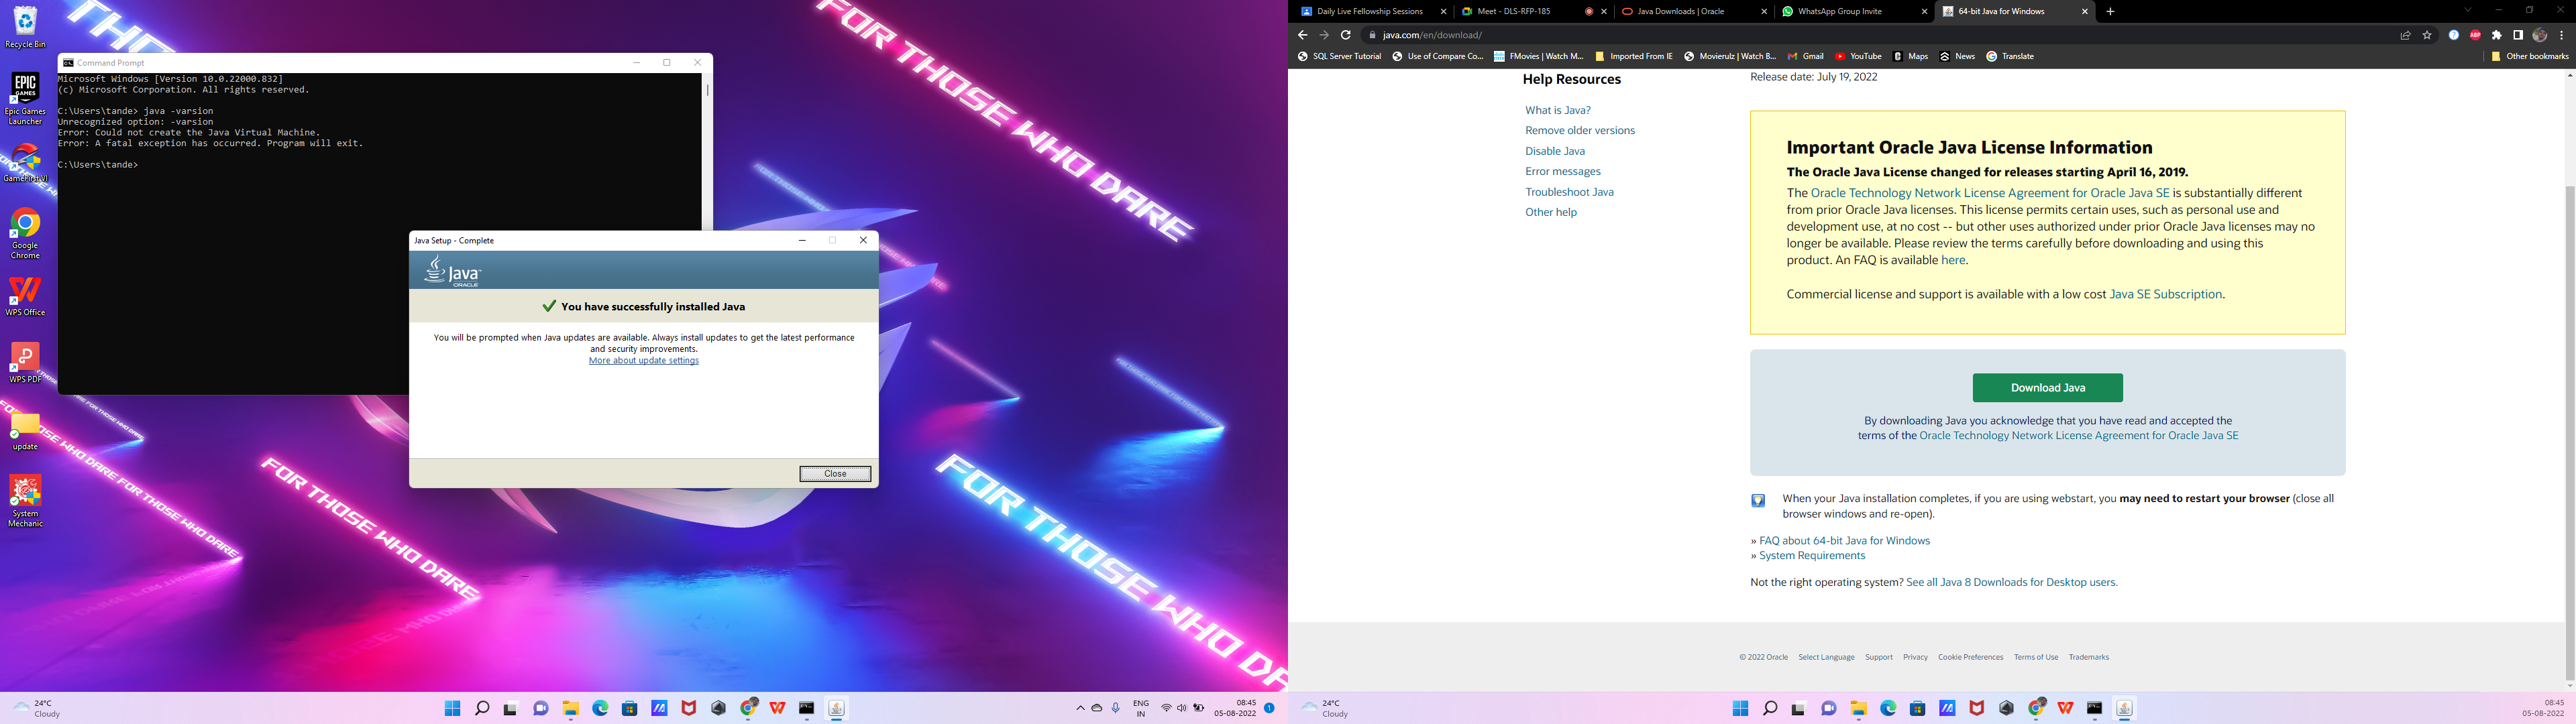 Recycle Bin
Epic Games
Launcher
GameFirst VI
Google
Chrome
WPS Office
WPS PDF
update
System
Mechanic
EPIC
GAMES
FOR THOSE WHO DARE
FOR THOSE WHO DARE
FOR THOSE WHO DARE
Command Prompt
Microsoft Windows [Version 10.0.22000.832]
(c) Microsoft Corporation. All rights reserved.
C:\Users\tande> java -varsion
Unrecognized option: -varsion
Error: Could not create the Java Virtual Machine.
Error: A fatal exception has occurred. Program will exit.
C:\Users\tande>
Java Setup - Complete
Java
ORACLE
You have successfully installed Java
You will be prompted when Java updates are available. Always install updates to get the latest performance
and security improvements.
More about update settings
Close
24°C
Cloudy
ENG
IN
08:45
05-08-2022
1
Daily Live Fellowship Sessions
Meet - DLS-RFP-185
Java Downloads | Oracle
WhatsApp Group Invite
64-bit Java for Windows
java.com/en/download/
ABP
SQL Server Tutorial
Use of Compare Co...
FMovies | Watch M...
Imported From IE
Movierulz | Watch B...
Gmail
YouTube
Maps
News
Translate
Other bookmarks
Help Resources
What is Java?
Remove older versions
Disable Java
Error messages
Troubleshoot Java
Other help
Release date: July 19, 2022
Important Oracle Java License Information
The Oracle Java License changed for releases starting April 16, 2019.
The Oracle Technology Network License Agreement for Oracle Java SE is substantially different
from prior Oracle Java licenses. This license permits certain uses, such as personal use and
development use, at no cost -- but other uses authorized under prior Oracle Java licenses may no
longer be available. Please review the terms carefully before downloading and using this
product. An FAQ is available here.
Commercial license and support is available with a low cost Java SE Subscription.
Download Java
By downloading Java you acknowledge that you have read and accepted the
terms of the Oracle Technology Network License Agreement for Oracle Java SE
When your Java installation completes, if you are using webstart, you may need to restart your browser (close all
browser windows and re-open).
» FAQ about 64-bit Java for Windows
» System Requirements
Not the right operating system? See all Java 8 Downloads for Desktop users.
© 2022 Oracle Select Language Support Privacy Cookie Preferences Terms of Use Trademarks
24°C
Cloudy
08:45
05-08-2022